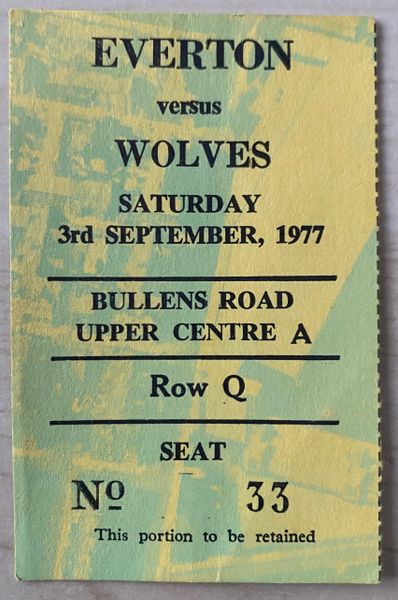 EVERTON
versus
WOLVES
SATURDAY
3rd SEPTEMBER, 1977
BULLENS ROAD
UPPER CENTRE A
Row Q
SEAT
Nº 33
This portion to be retained